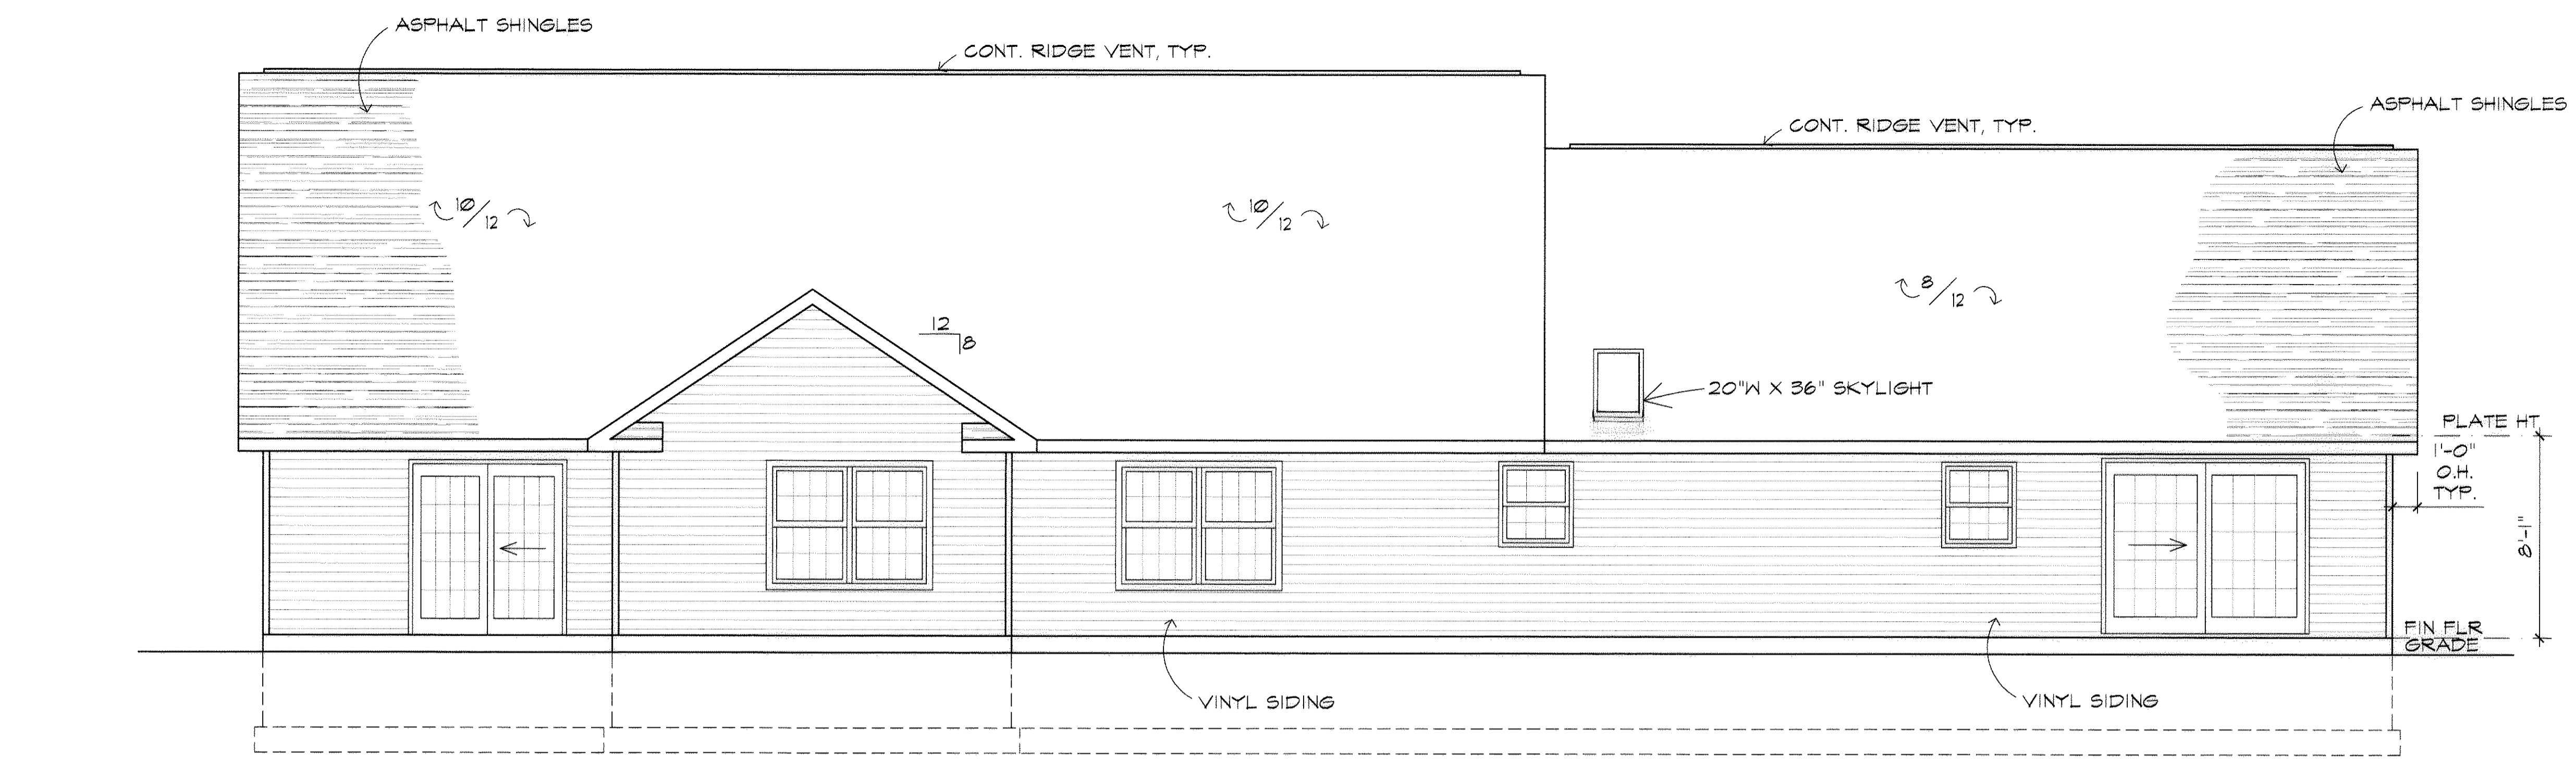 ASPHALT SHINGLES
CONT. RIDGE VENT, TYP.
CONT. RIDGE VENT, TYP.
ASPHALT SHINGLES
10/12
10/12
8/12
12
8
20"W X 36" SKYLIGHT
PLATE HT
1'-0"
O.H.
TYP.
8'-1"
FIN FLR
GRADE
VINYL SIDING
VINYL SIDING